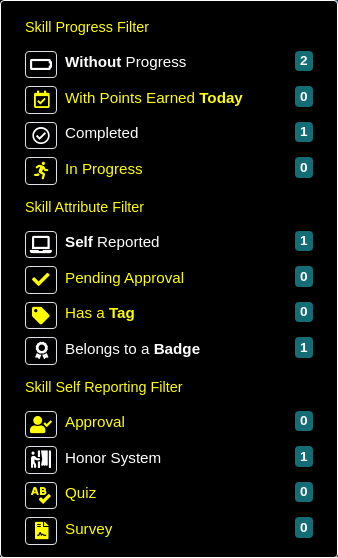 Skill Progress Filter
Without Progress 2
With Points Earned Today 0
Completed 1
In Progress 0
Skill Attribute Filter
Self Reported 1
Pending Approval 0
Has a Tag 0
Belongs to a Badge 1
Skill Self Reporting Filter
Approval 0
Honor System 1
AB Quiz 0
Survey 0